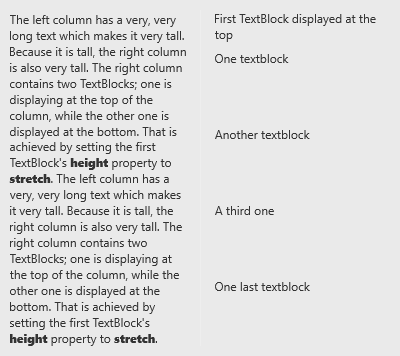 The left column has a very, very
long text which makes it very tall.
Because it is tall, the right column
is also very tall. The right column
contains two TextBlocks; one is
displaying at the top of the
column, while the other one is
displayed at the bottom. That is
achieved by setting the first
TextBlock's height property to
stretch. The left column has a
very, very long text which makes
it very tall. Because it is tall, the
right column is also very tall. The
right column contains two
TextBlocks; one is displaying at
the top of the column, while the
other one is displayed at the
bottom. That is achieved by
setting the first TextBlock's
height property to stretch.
First TextBlock displayed at the
top
One textblock
Another textblock
A third one
One last textblock